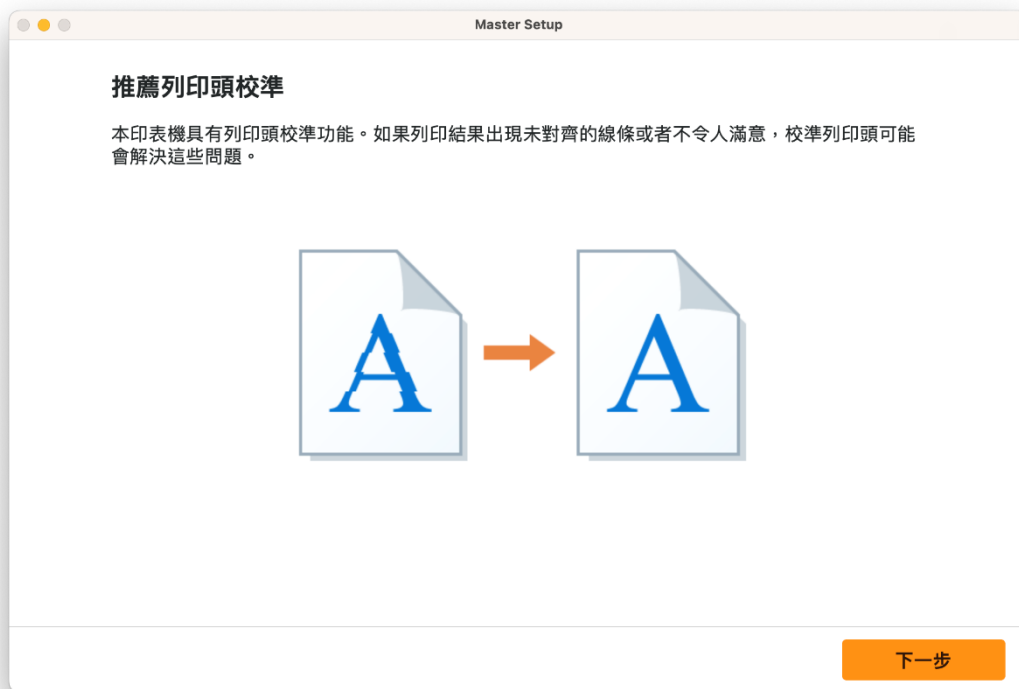 Master Setup
推薦列印頭校準
本印表機具有列印頭校準功能。如果列印結果出現未對齊的線條或者不令人滿意，校準列印頭可能
會解決這些問題。
A
A
下一步